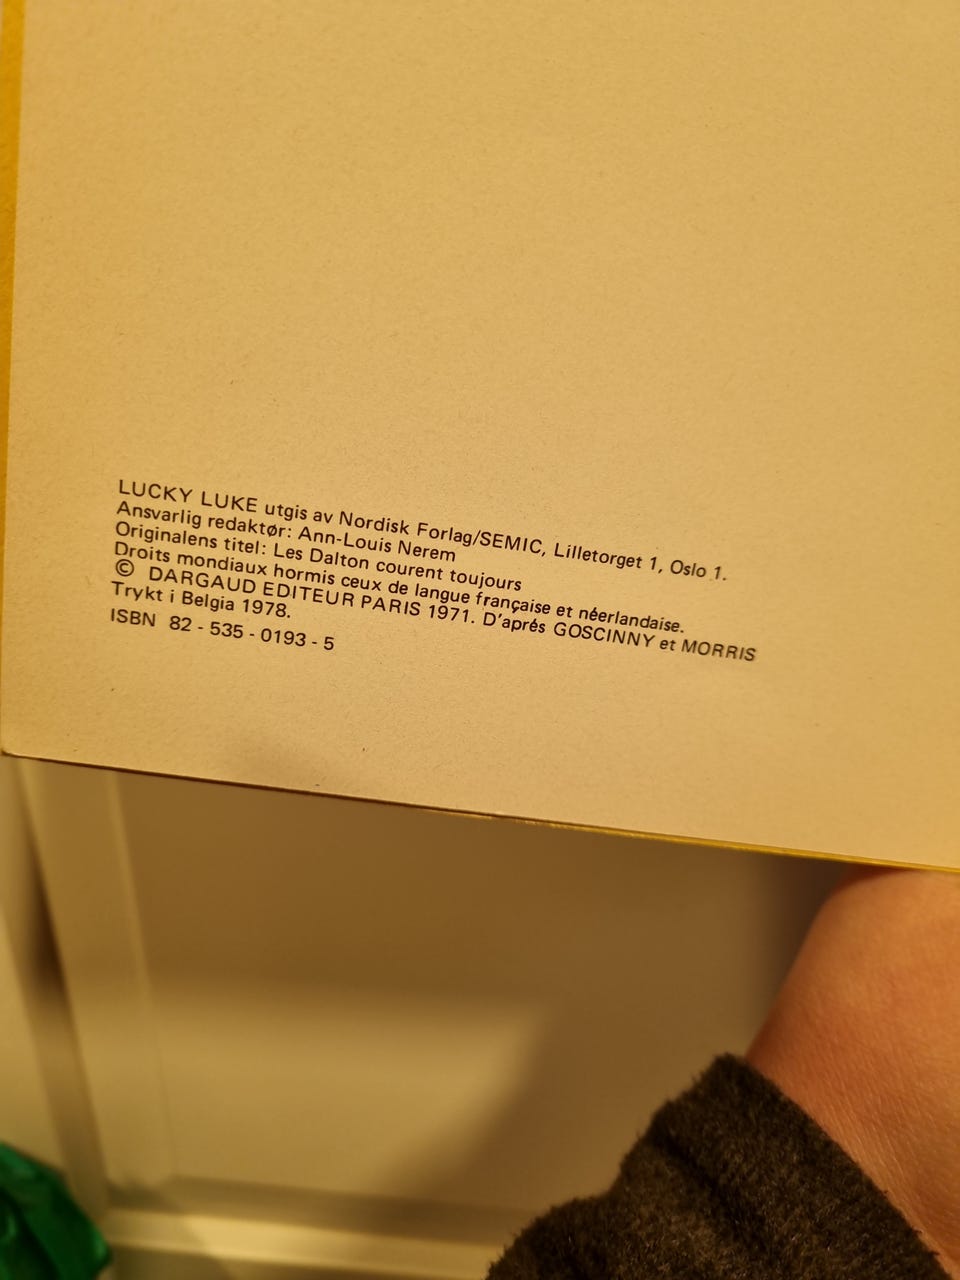 LUCKY LUKE utgis av Nordisk Forlag/SEMIC, Lilletorget 1, Oslo 1.
Ansvarlig redaktør: Ann-Louis Nerem
Originalens titel: Les Dalton courent toujours
Droits mondiaux hormis ceux de langue française et néerlandaise.
© DARGAUD EDITEUR PARIS 1971. D'aprés GOSCINNY et MORRIS
Trykt i Belgia 1978.
ISBN 82 - 535 - 0193 - 5